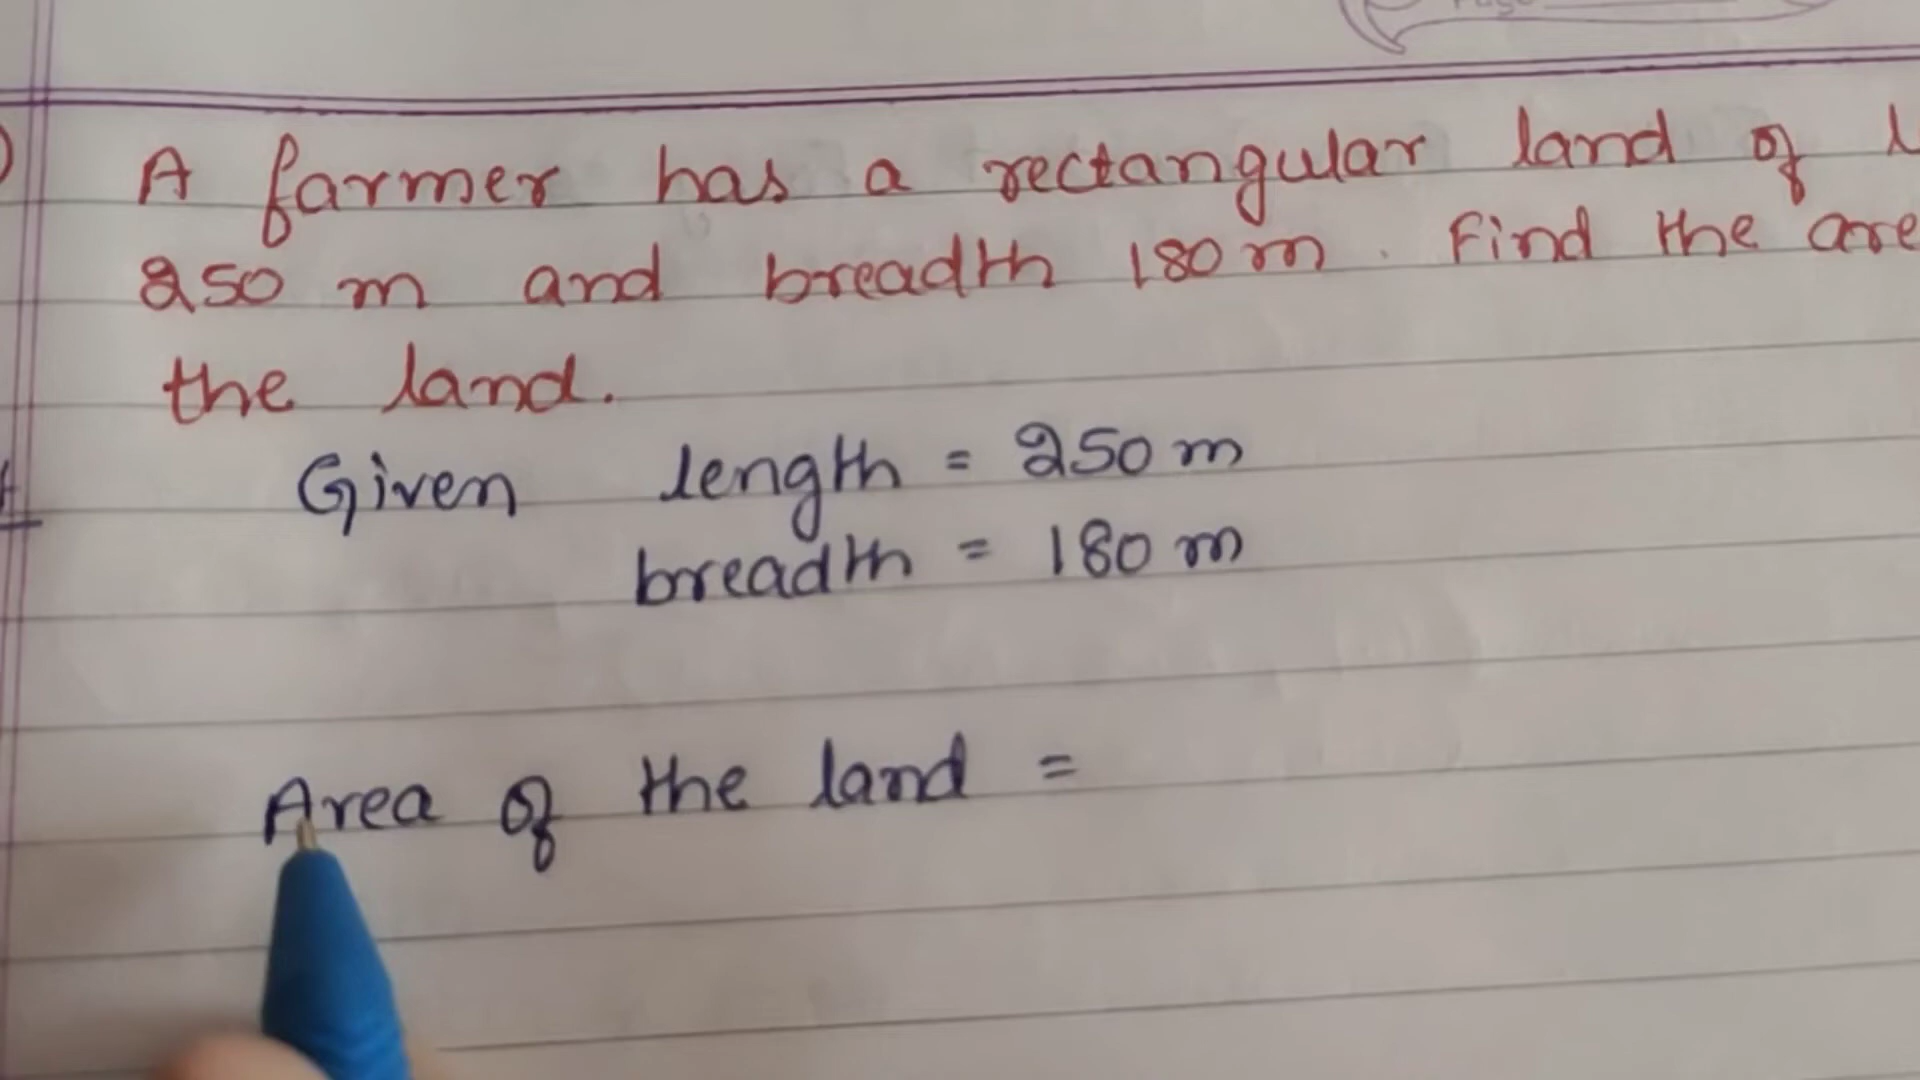 A farmer has a rectangular land of
250 m and breadth 180 m. Find the are
the land.
Given length = 250 m
breadth = 180 m
Area of the land =